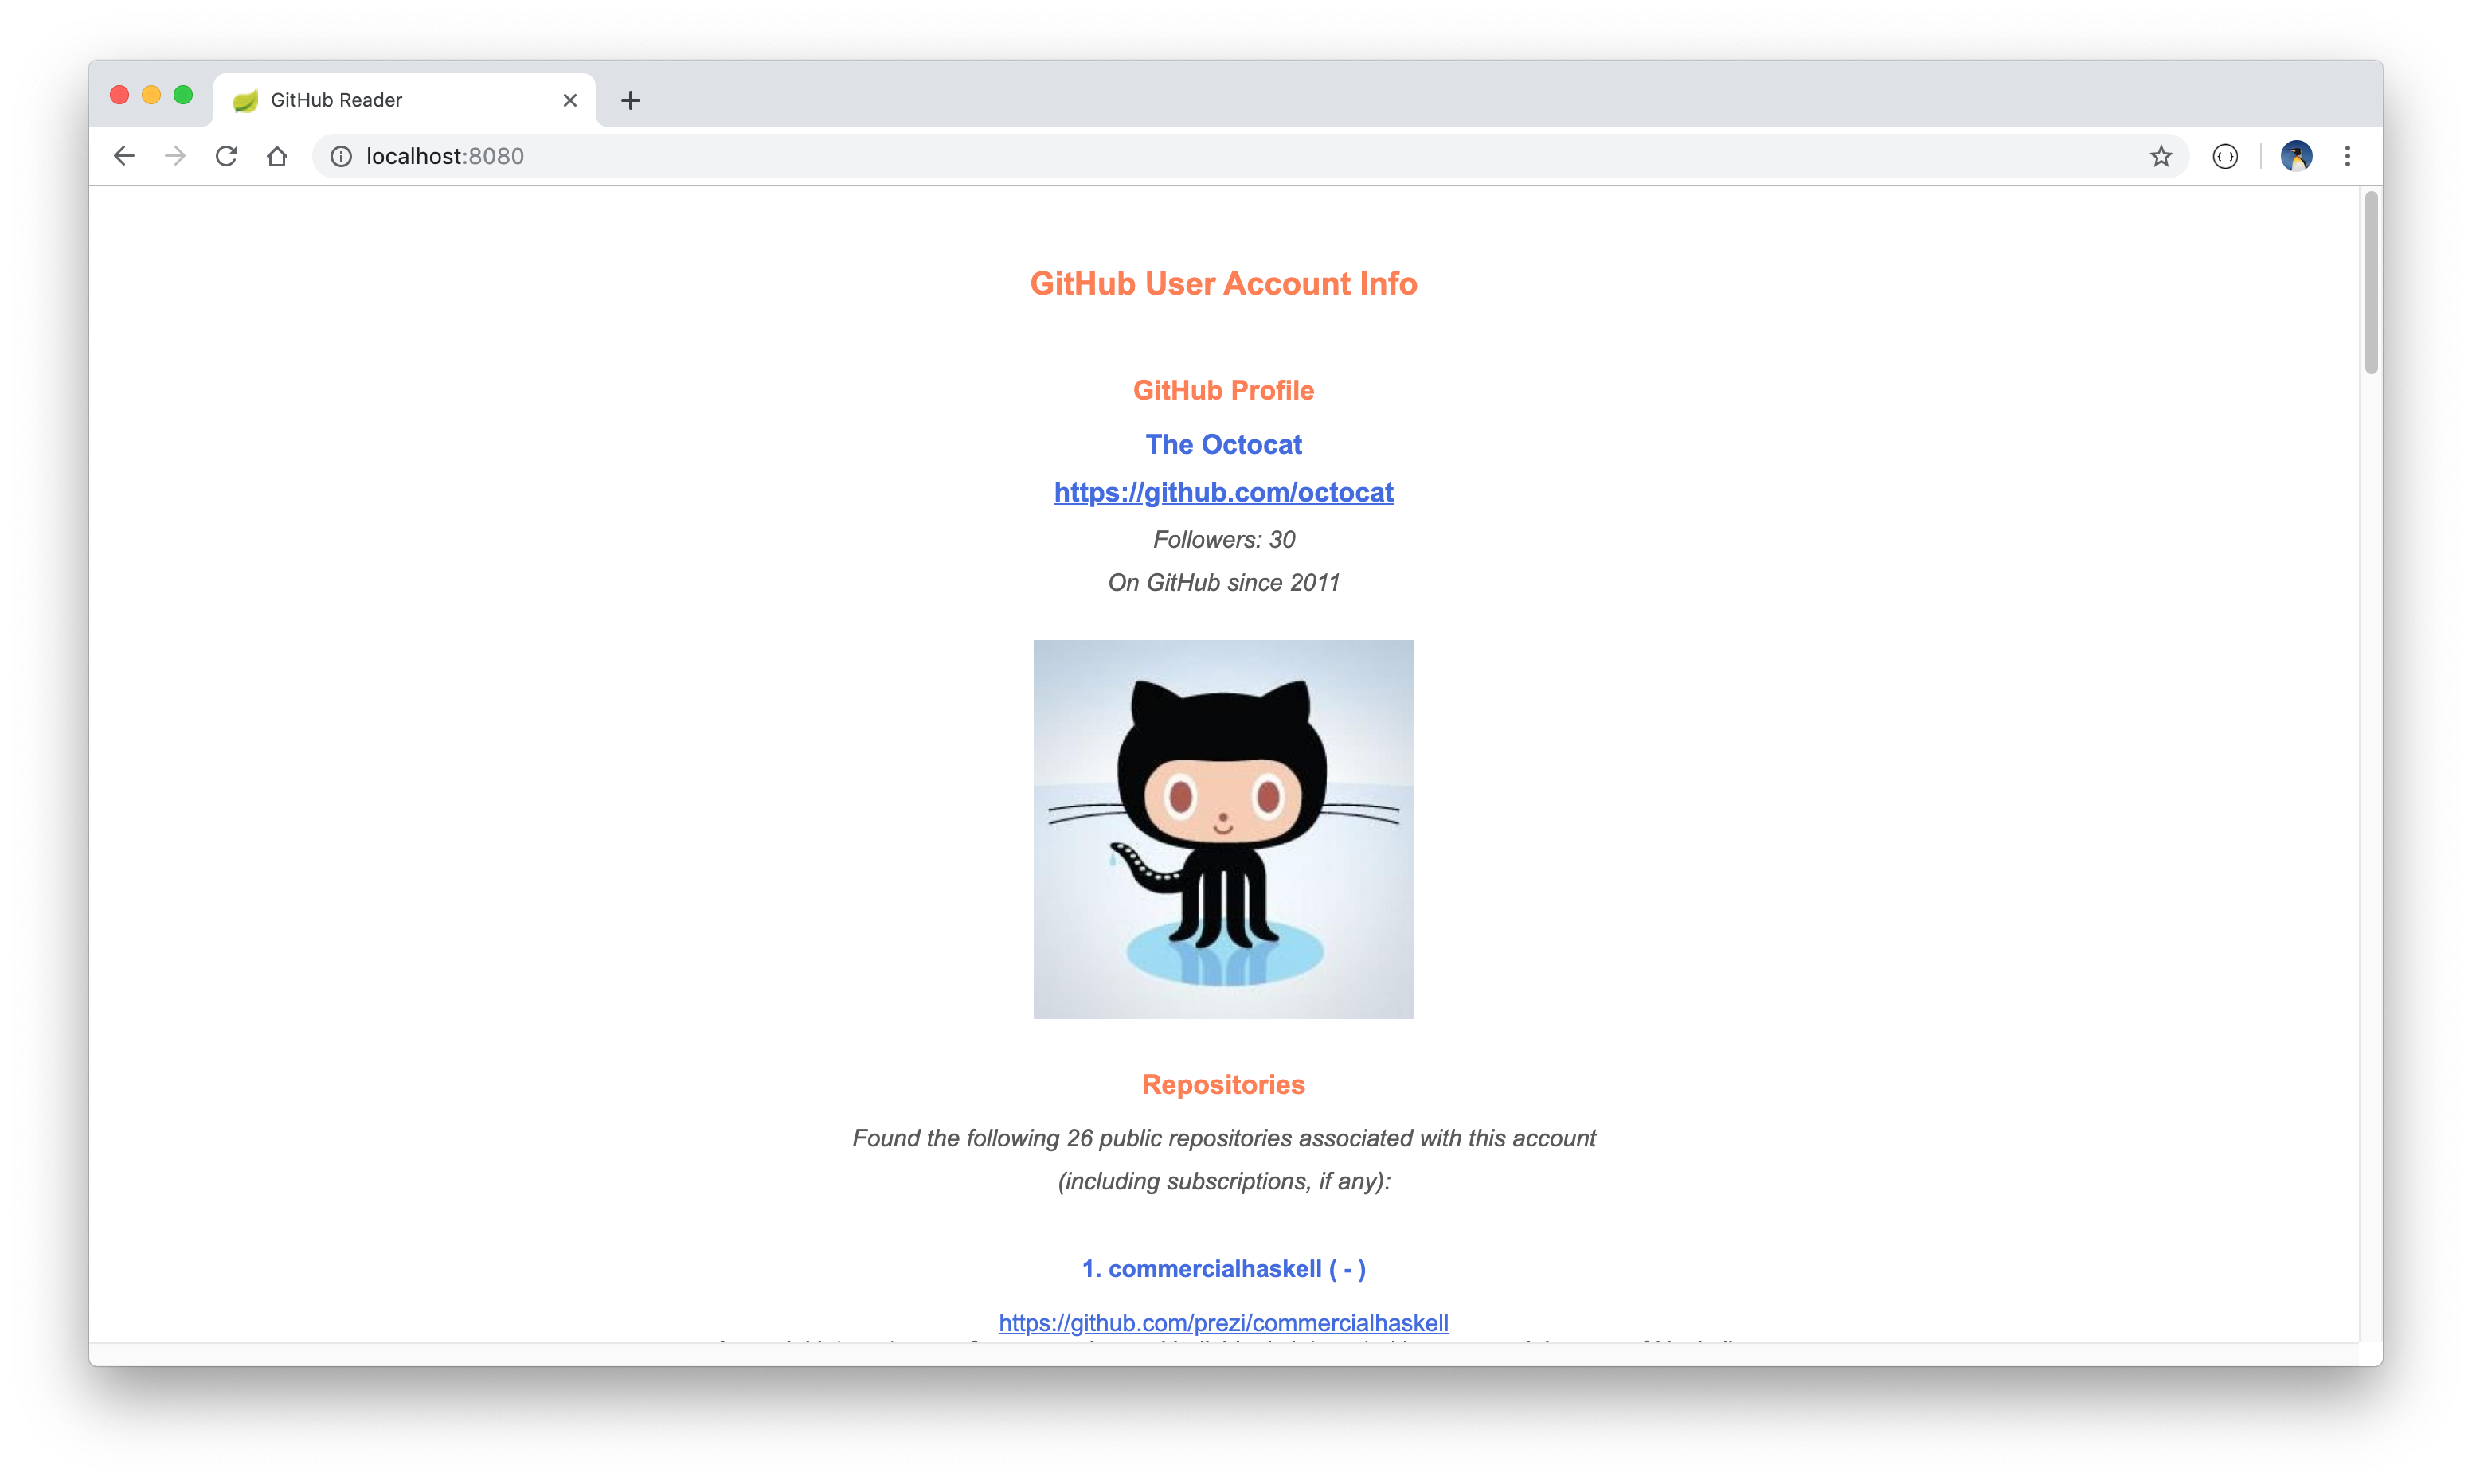 GitHub Reader
localhost:8080
GitHub User Account Info
GitHub Profile
The Octocat
https://github.com/octocat
Followers: 30
On GitHub since 2011
Repositories
Found the following 26 public repositories associated with this account
(including subscriptions, if any):
1. commercialhaskell ( - )
https://github.com/prezi/commercialhaskell